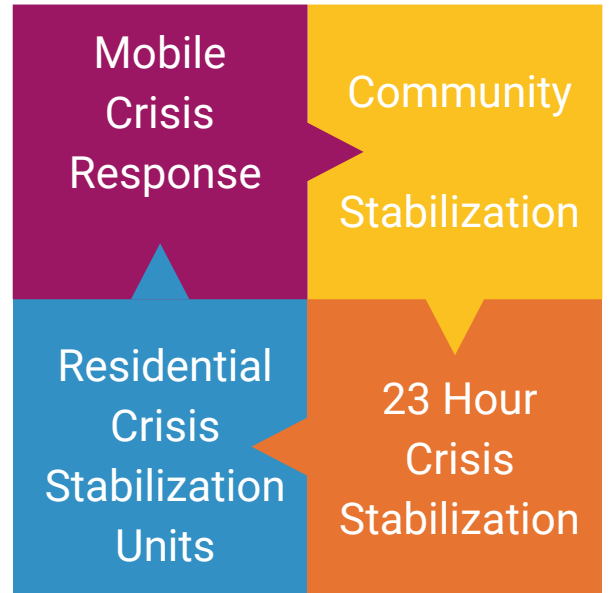 Mobile
Crisis
Response
Community
Stabilization
Residential
Crisis
Stabilization
Units
23 Hour
Crisis
Stabilization